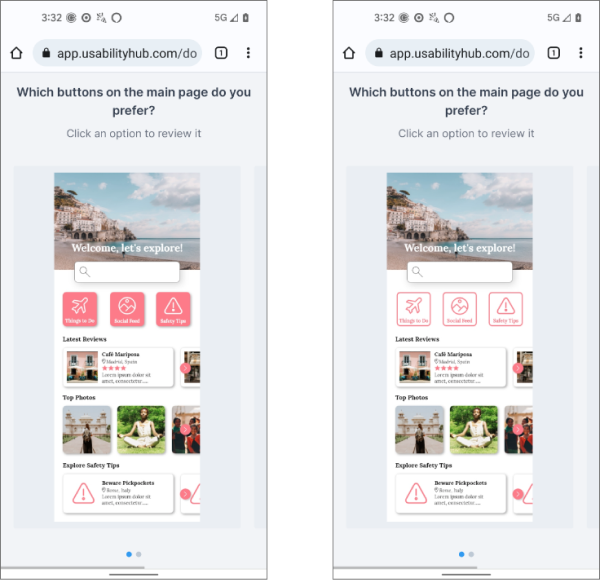 3:32
5G
app.usabilityhub.com/do
1
Which buttons on the main page do you
prefer?
Click an option to review it
Welcome, let's explore!
Things to Do
Social Feed
Safety Tips
Latest Reviews
Café Mariposa
Madrid, Spain
Lorem ipsum dolor sit
amet, consectetur....
Top Photos
Explore Safety Tips
Beware Pickpockets
Rome, Italy
Lorem ipsum dolor sit
amet, consectetur....
3:32
5G
app.usabilityhub.com/do
1
Which buttons on the main page do you
prefer?
Click an option to review it
Welcome, let's explore!
Things to Do
Social Feed
Safety Tips
Latest Reviews
Café Mariposa
Madrid, Spain
Lorem ipsum dolor sit
amet, consectetur....
Top Photos
Explore Safety Tips
Beware Pickpockets
Rome, Italy
Lorem ipsum dolor sit
amet, consectetur....